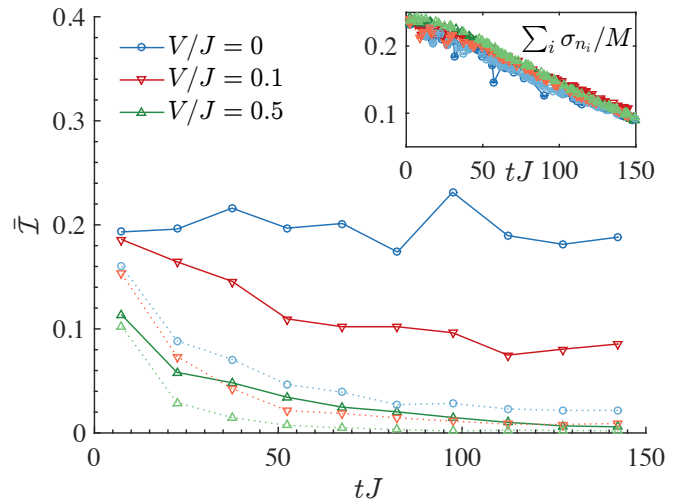 0.4
0.3
0.2
0.1
0
Ī
V/J = 0
V/J = 0.1
V/J = 0.5
0.2
0.1
∑ᵢ σₙᵢ/M
0 50 100 150
tJ
0 50 100 150
tJ